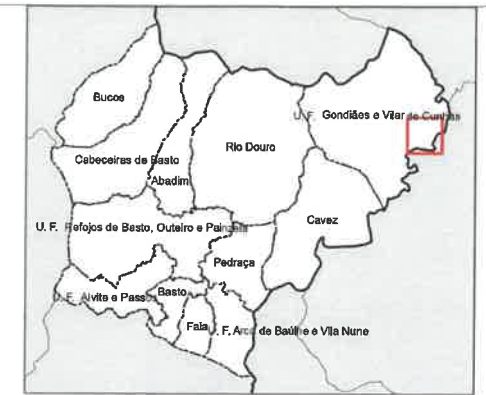 Bucos
U. F. Gondiães e Vilar de Cunhas
Rio Douro
Cabeceiras de Basto
Abadim
Cavez
U. F. Refojos de Basto, Outeiro e Painzela
Pedraça
U. F. Alvite e Passos
Basto
Faia
U. F. Arco de Baúlhe e Vila Nune